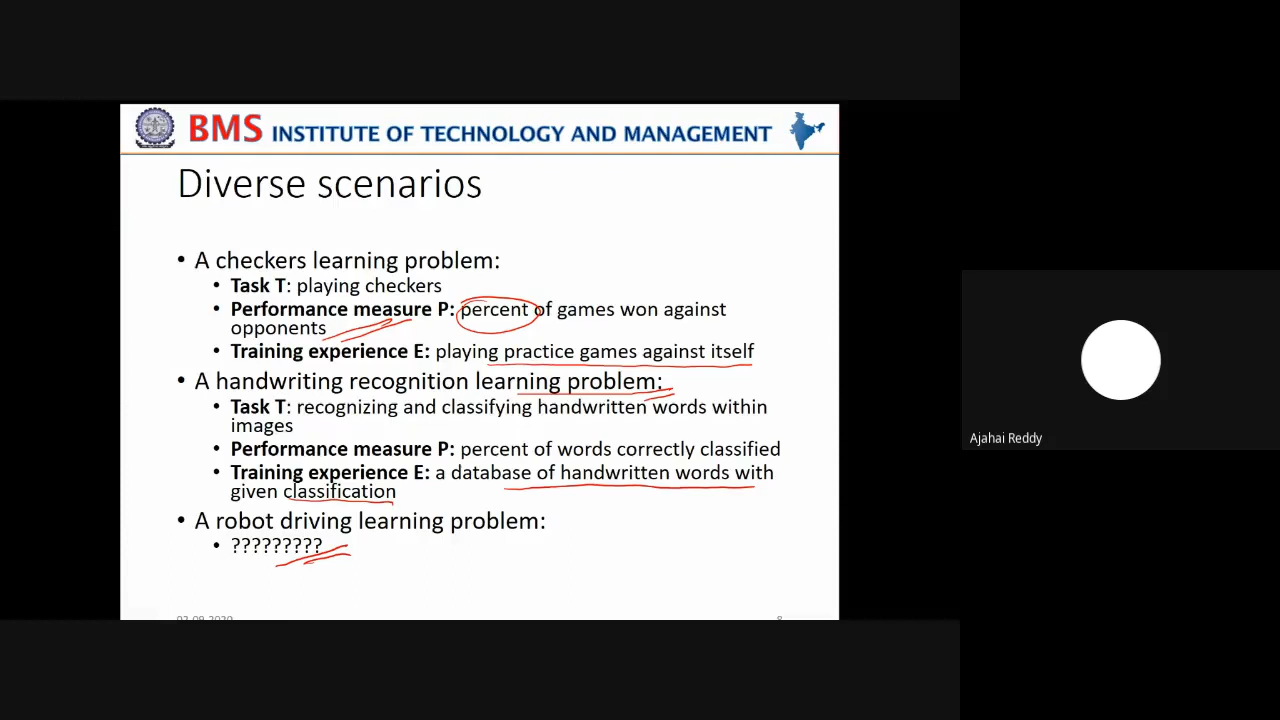 BMS INSTITUTE OF TECHNOLOGY AND MANAGEMENT
Diverse scenarios
• A checkers learning problem:
• Task T: playing checkers
• Performance measure P: percent of games won against
opponents
• Training experience E: playing practice games against itself
• A handwriting recognition learning problem:
• Task T: recognizing and classifying handwritten words within
images
• Performance measure P: percent of words correctly classified
• Training experience E: a database of handwritten words with
given classification
• A robot driving learning problem:
• ?????????
Ajahai Reddy